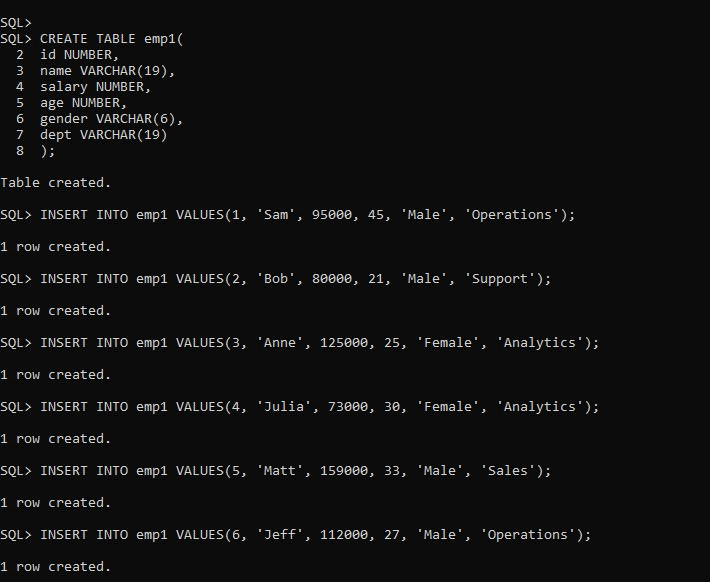 SQL>
SQL> CREATE TABLE emp1(
  2  id NUMBER,
  3  name VARCHAR(19),
  4  salary NUMBER,
  5  age NUMBER,
  6  gender VARCHAR(6),
  7  dept VARCHAR(19)
  8  );
Table created.
SQL> INSERT INTO emp1 VALUES(1, 'Sam', 95000, 45, 'Male', 'Operations');
1 row created.
SQL> INSERT INTO emp1 VALUES(2, 'Bob', 80000, 21, 'Male', 'Support');
1 row created.
SQL> INSERT INTO emp1 VALUES(3, 'Anne', 125000, 25, 'Female', 'Analytics');
1 row created.
SQL> INSERT INTO emp1 VALUES(4, 'Julia', 73000, 30, 'Female', 'Analytics');
1 row created.
SQL> INSERT INTO emp1 VALUES(5, 'Matt', 159000, 33, 'Male', 'Sales');
1 row created.
SQL> INSERT INTO emp1 VALUES(6, 'Jeff', 112000, 27, 'Male', 'Operations');
1 row created.